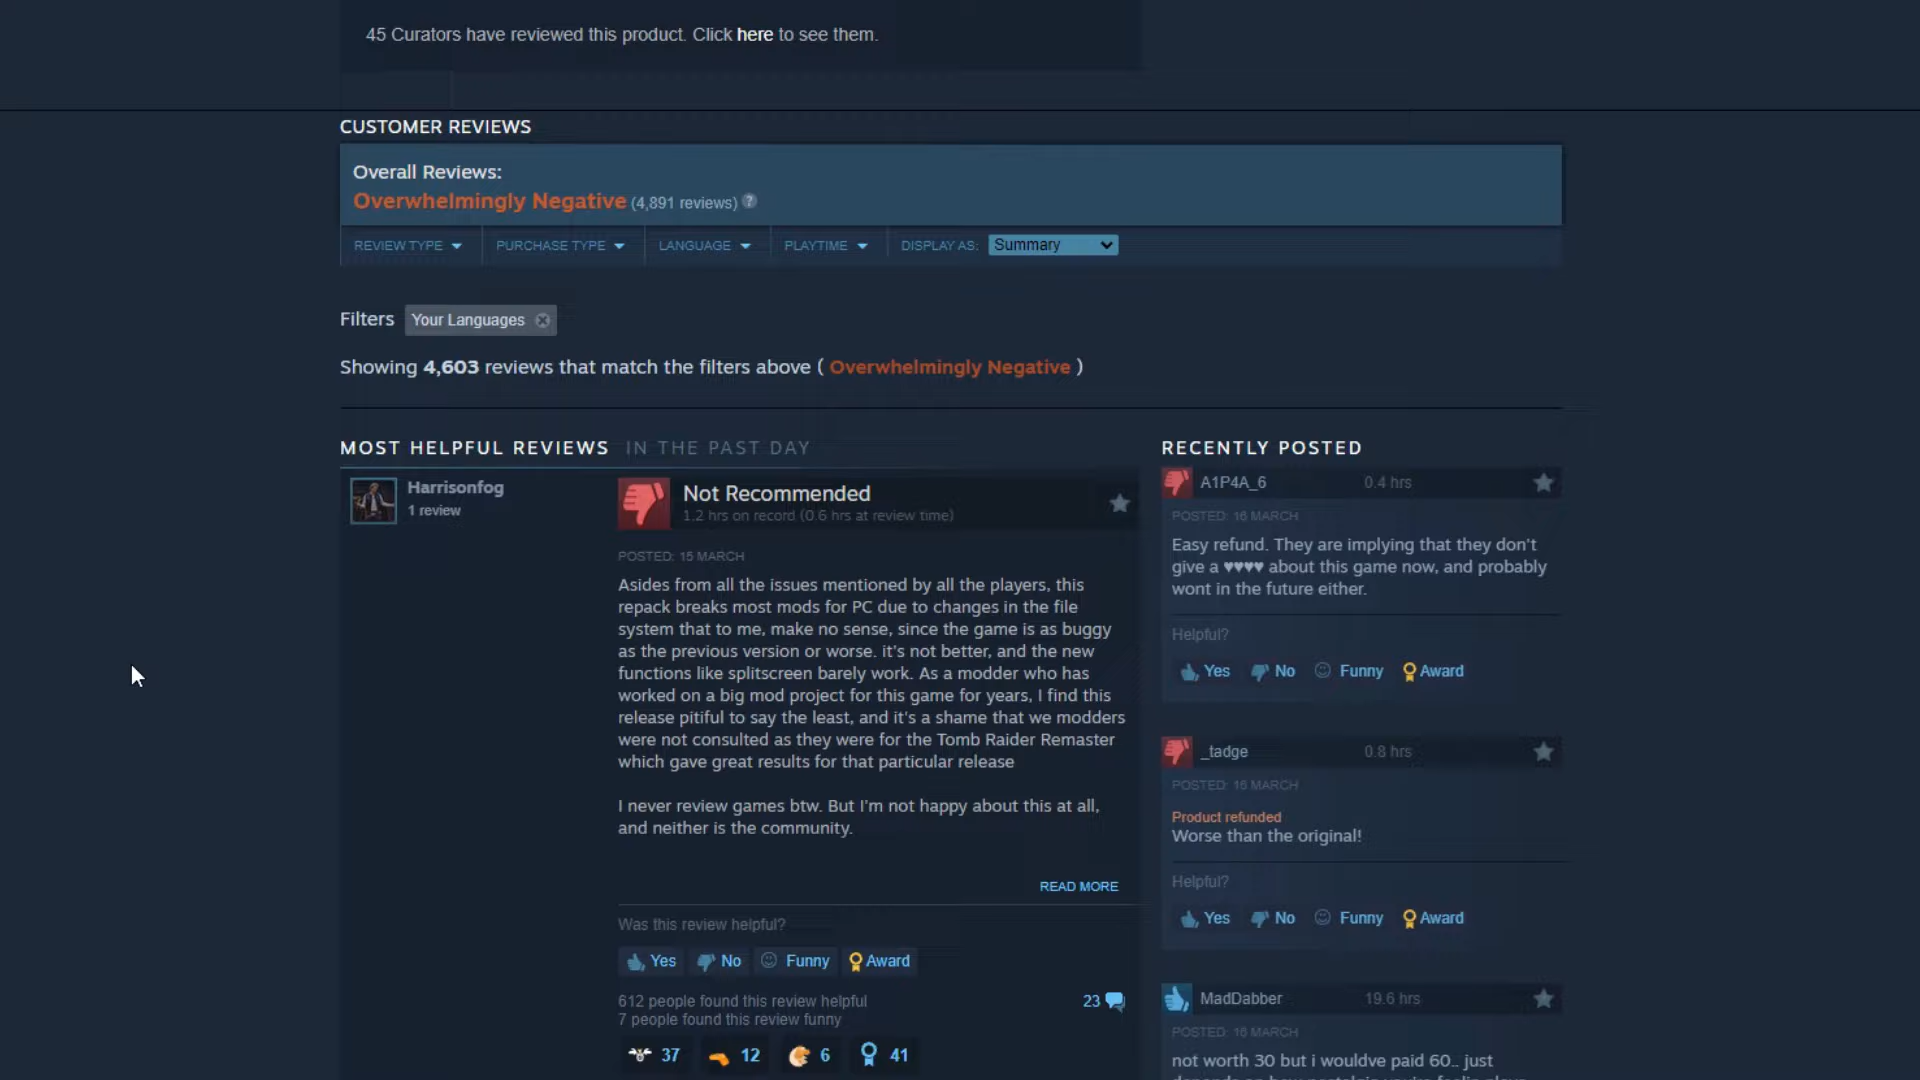 45 Curators have reviewed this product. Click here to see them.
CUSTOMER REVIEWS
Overall Reviews:
Overwhelmingly Negative (4,891 reviews) ?
REVIEW TYPE PURCHASE TYPE LANGUAGE PLAYTIME DISPLAY AS: Summary
Filters Your Languages
Showing 4,603 reviews that match the filters above ( Overwhelmingly Negative )
MOST HELPFUL REVIEWS IN THE PAST DAY
Harrisonfog
1 review
Not Recommended
1.2 hrs on record (0.6 hrs at review time)
POSTED: 15 MARCH
Asides from all the issues mentioned by all the players, this
repack breaks most mods for PC due to changes in the file
system that to me, make no sense, since the game is as buggy
as the previous version or worse. it's not better, and the new
functions like splitscreen barely work. As a modder who has
worked on a big mod project for this game for years, I find this
release pitiful to say the least, and it's a shame that we modders
were not consulted as they were for the Tomb Raider Remaster
which gave great results for that particular release
I never review games btw. But I'm not happy about this at all,
and neither is the community.
READ MORE
Was this review helpful?
Yes No Funny Award
612 people found this review helpful
7 people found this review funny
23
37 12 6 41
RECENTLY POSTED
A1P4A_6 0.4 hrs
POSTED: 16 MARCH
Easy refund. They are implying that they don't
give a ♥♥♥♥ about this game now, and probably
wont in the future either.
Helpful?
Yes No Funny Award
_tadge 0.8 hrs
POSTED: 16 MARCH
Product refunded
Worse than the original!
Helpful?
Yes No Funny Award
MadDabber 19.6 hrs
POSTED: 16 MARCH
not worth 30 but i wouldve paid 60.. just